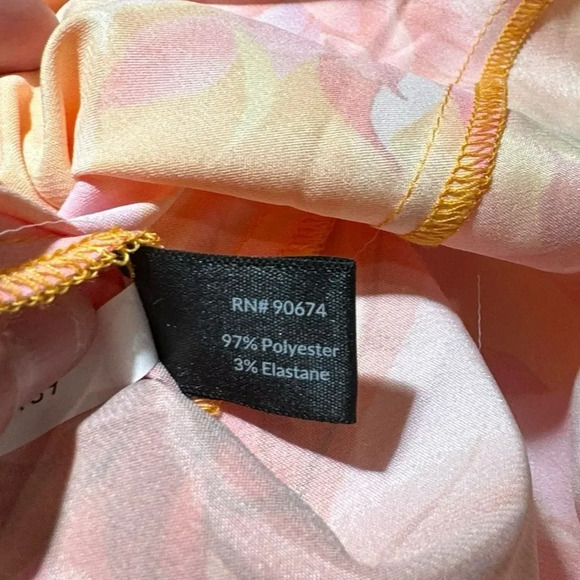 RN# 90674
97% Polyester
3% Elastane